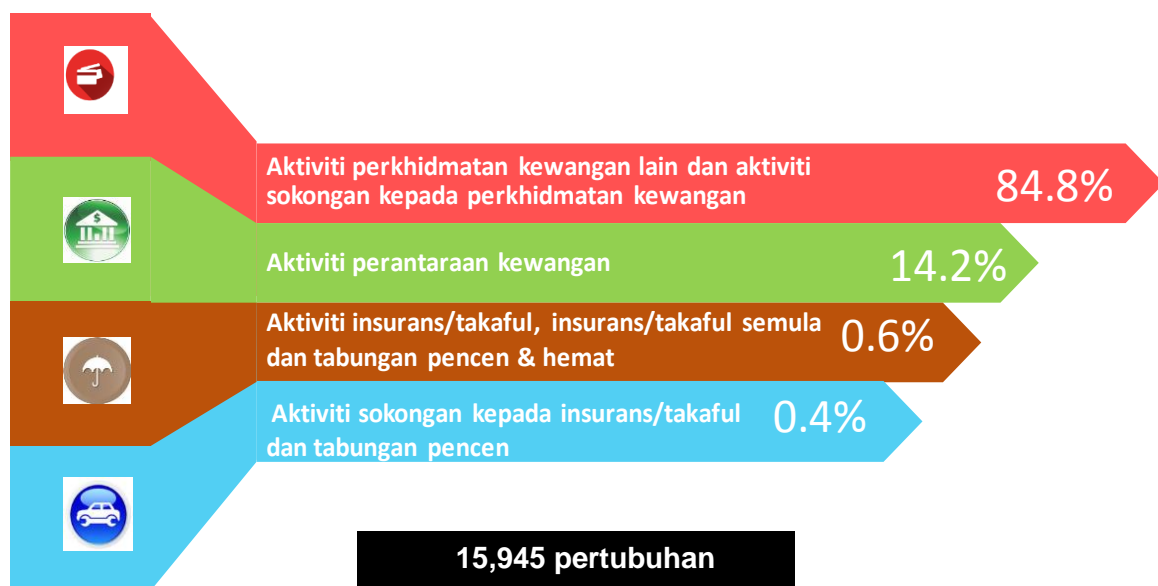 Aktiviti perkhidmatan kewangan lain dan aktiviti
sokongan kepada perkhidmatan kewangan
84.8%
Aktiviti perantaraan kewangan
14.2%
Aktiviti insurans/takaful, insurans/takaful semula
dan tabungan pencen & hemat
0.6%
Aktiviti sokongan kepada insurans/takaful
dan tabungan pencen
0.4%
15,945 pertubuhan